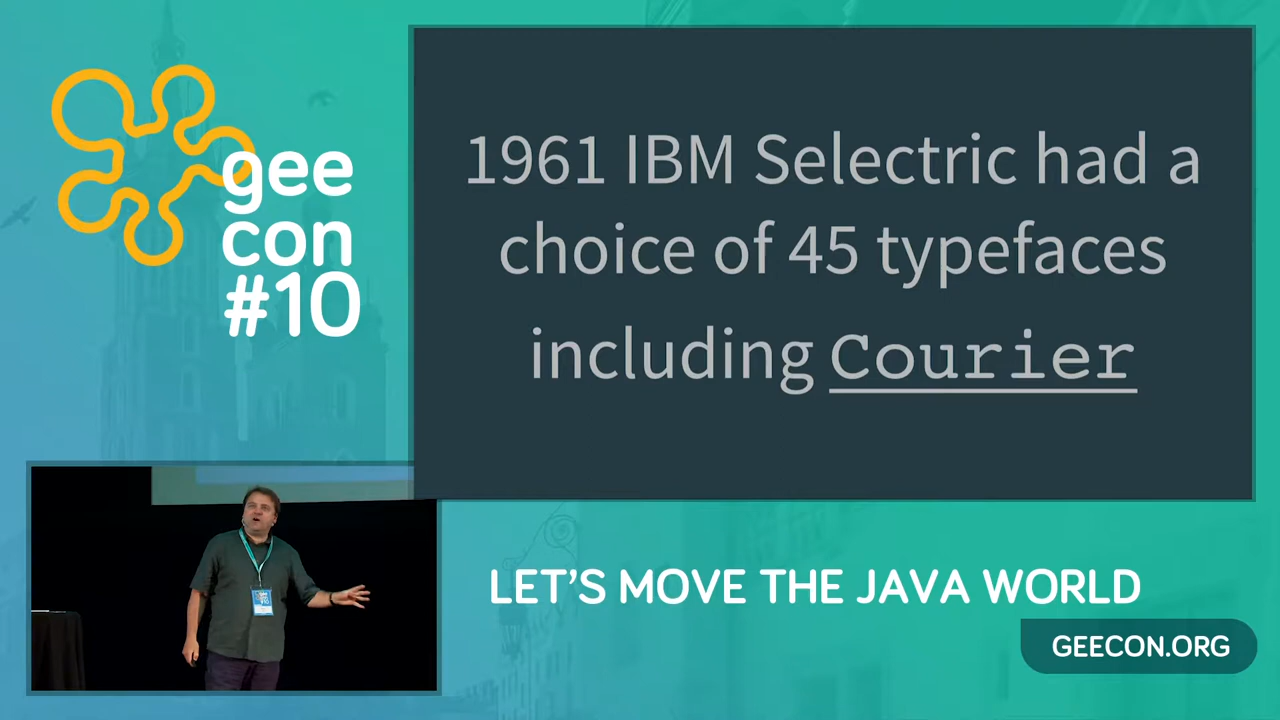 gee
con
#10
1961 IBM Selectric had a
choice of 45 typefaces
including Courier
LET'S MOVE THE JAVA WORLD
GEECON.ORG